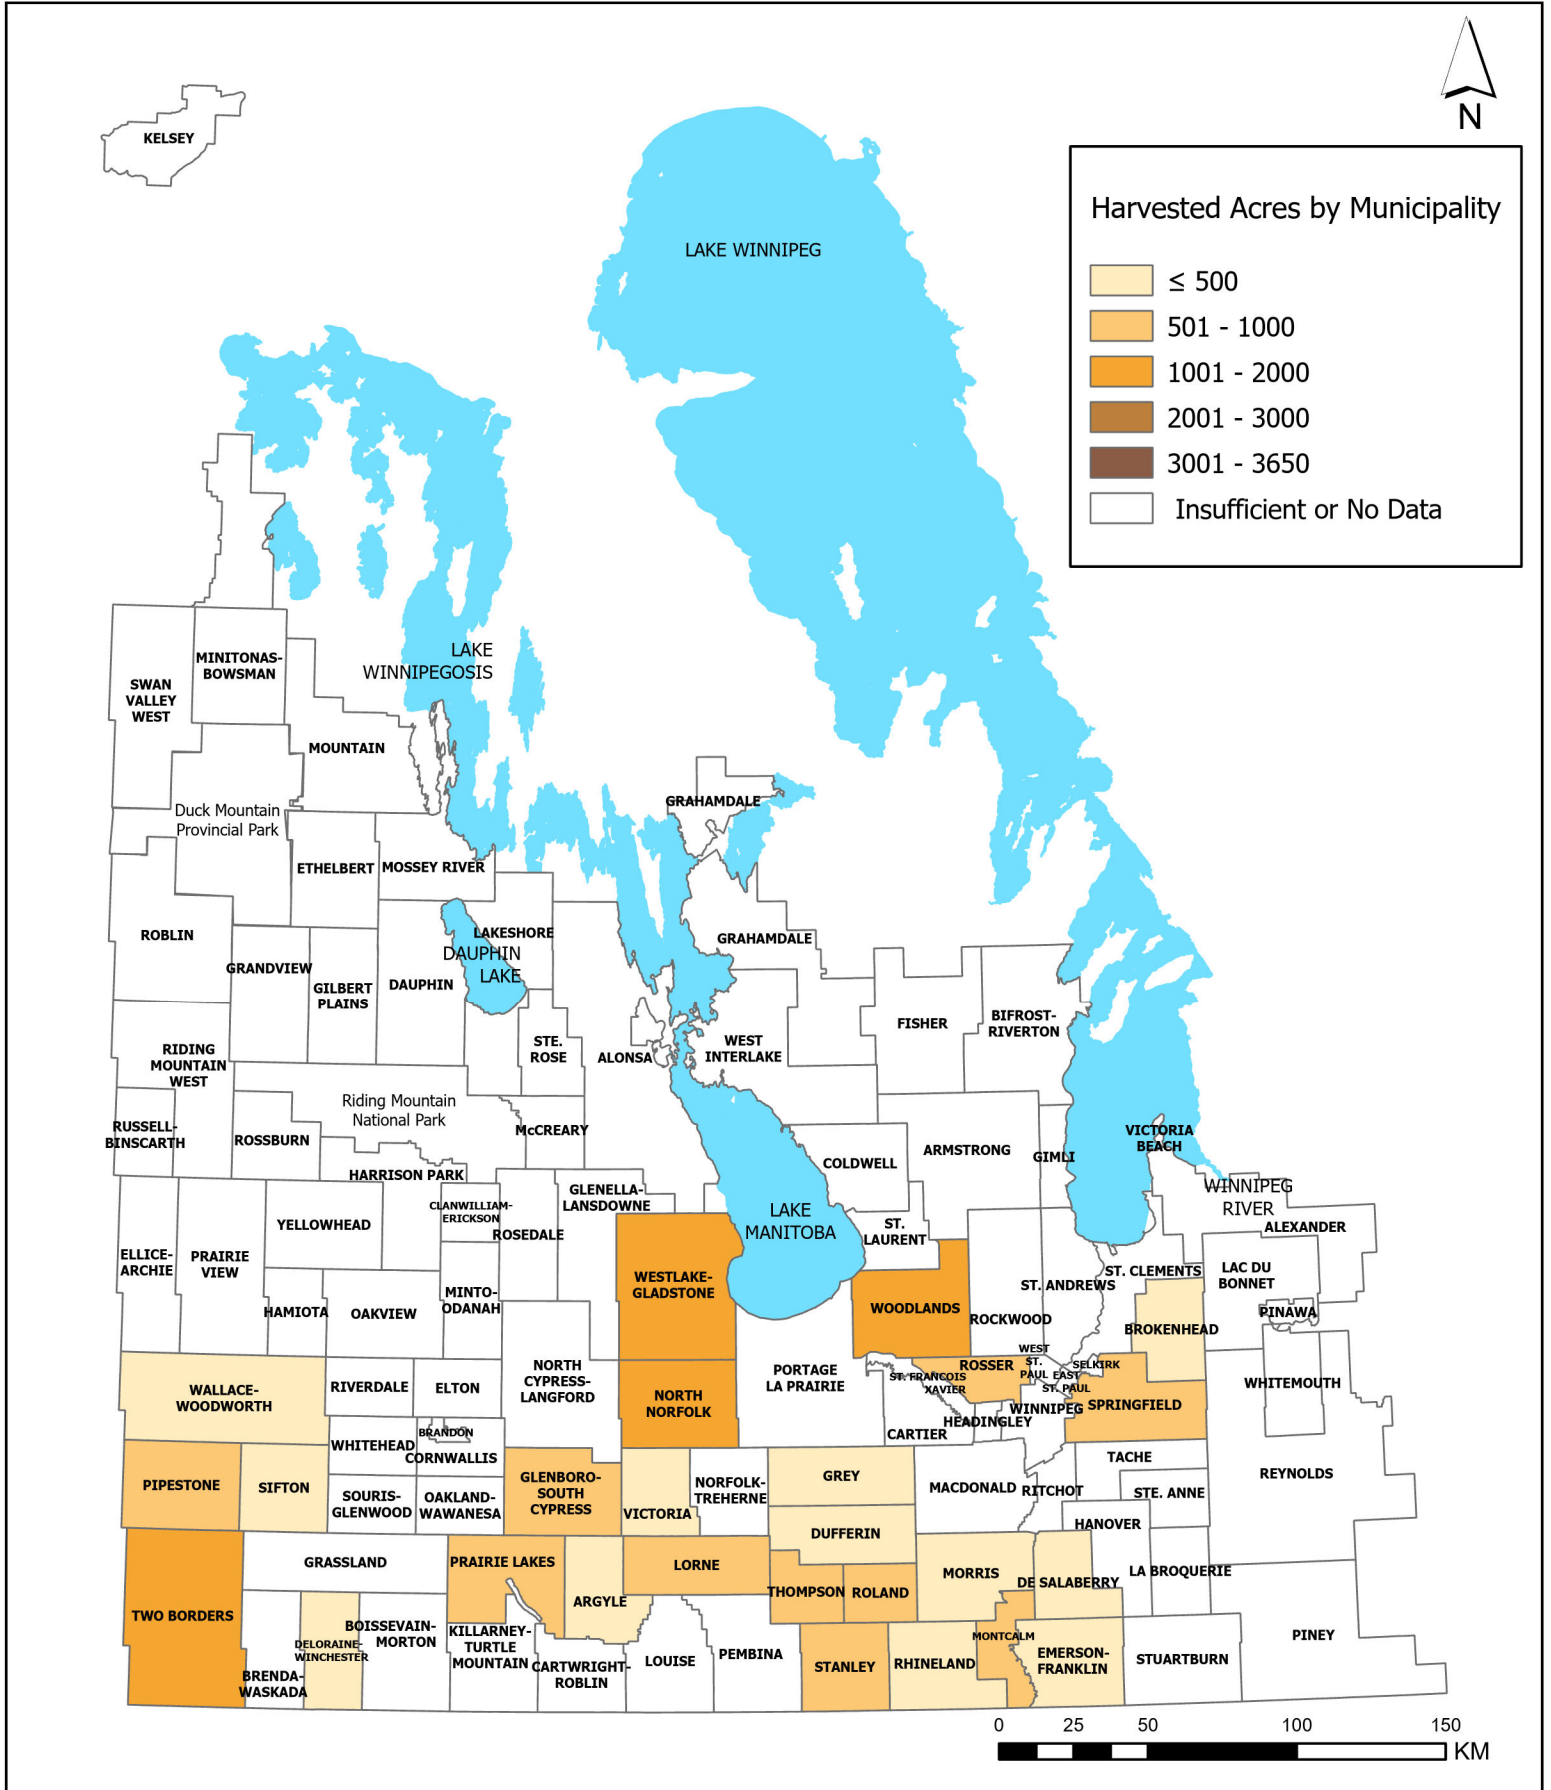 KELSEY
N
Harvested Acres by Municipality
≤ 500
501 - 1000
1001 - 2000
2001 - 3000
3001 - 3650
Insufficient or No Data
LAKE WINNIPEG
LAKE
WINNIPEGOSIS
MINITONAS-
BOWSMAN
SWAN
VALLEY
WEST
MOUNTAIN
Duck Mountain
Provincial Park
GRAHAMDALE
ETHELBERT
MOSSEY RIVER
ROBLIN
LAKESHORE
DAUPHIN
LAKE
GRAHAMDALE
GRANDVIEW
GILBERT
PLAINS
DAUPHIN
FISHER
BIFROST-
RIVERTON
RIDING
MOUNTAIN
WEST
STE.
ROSE
ALONSA
WEST
INTERLAKE
Riding Mountain
National Park
RUSSELL-
BINSCARTH
ROSSBURN
McCREARY
VICTORIA
BEACH
ARMSTRONG
GIMLI
COLDWELL
HARRISON PARK
GLENELLA-
LANSDOWNE
WINNIPEG
RIVER
CLANWILLIAM-
ERICKSON
YELLOWHEAD
ROSEDALE
LAKE
MANITOBA
ST.
LAURENT
ALEXANDER
ELLICE-
ARCHIE
PRAIRIE
VIEW
WESTLAKE-
GLADSTONE
ST. CLEMENTS
LAC DU
BONNET
ST. ANDREWS
HAMIOTA
OAKVIEW
MINTO-
ODANAH
WOODLANDS
ROCKWOOD
PINAWA
BROKENHEAD
NORTH
CYPRESS-
LANGFORD
PORTAGE
LA PRAIRIE
ROSSER
WEST
ST.
PAUL
SELKIRK
EAST
ST. PAUL
ST. FRANCOIS
XAVIER
WHITEMOUTH
WALLACE-
WOODWORTH
RIVERDALE
ELTON
NORTH
NORFOLK
HEADINGLEY
WINNIPEG
SPRINGFIELD
CARTIER
BRANDON
WHITEHEAD
CORNWALLIS
TACHE
PIPESTONE
SIFTON
GLENBORO-
SOUTH
CYPRESS
GREY
REYNOLDS
SOURIS-
GLENWOOD
OAKLAND-
WAWANESA
VICTORIA
NORFOLK-
TREHERNE
MACDONALD
RITCHOT
STE. ANNE
HANOVER
DUFFERIN
GRASSLAND
PRAIRIE LAKES
LORNE
MORRIS
DE SALABERRY
LA BROQUERIE
THOMPSON
ROLAND
ARGYLE
TWO BORDERS
BOISSEVAIN-
MORTON
DELORAINE-
WINCHESTER
KILLARNEY-
TURTLE
MOUNTAIN
MONTCALM
PINEY
BRENDA-
WASKADA
CARTWRIGHT-
ROBLIN
LOUISE
PEMBINA
STANLEY
RHINELAND
EMERSON-
FRANKLIN
STUARTBURN
0 25 50 100 150
KM